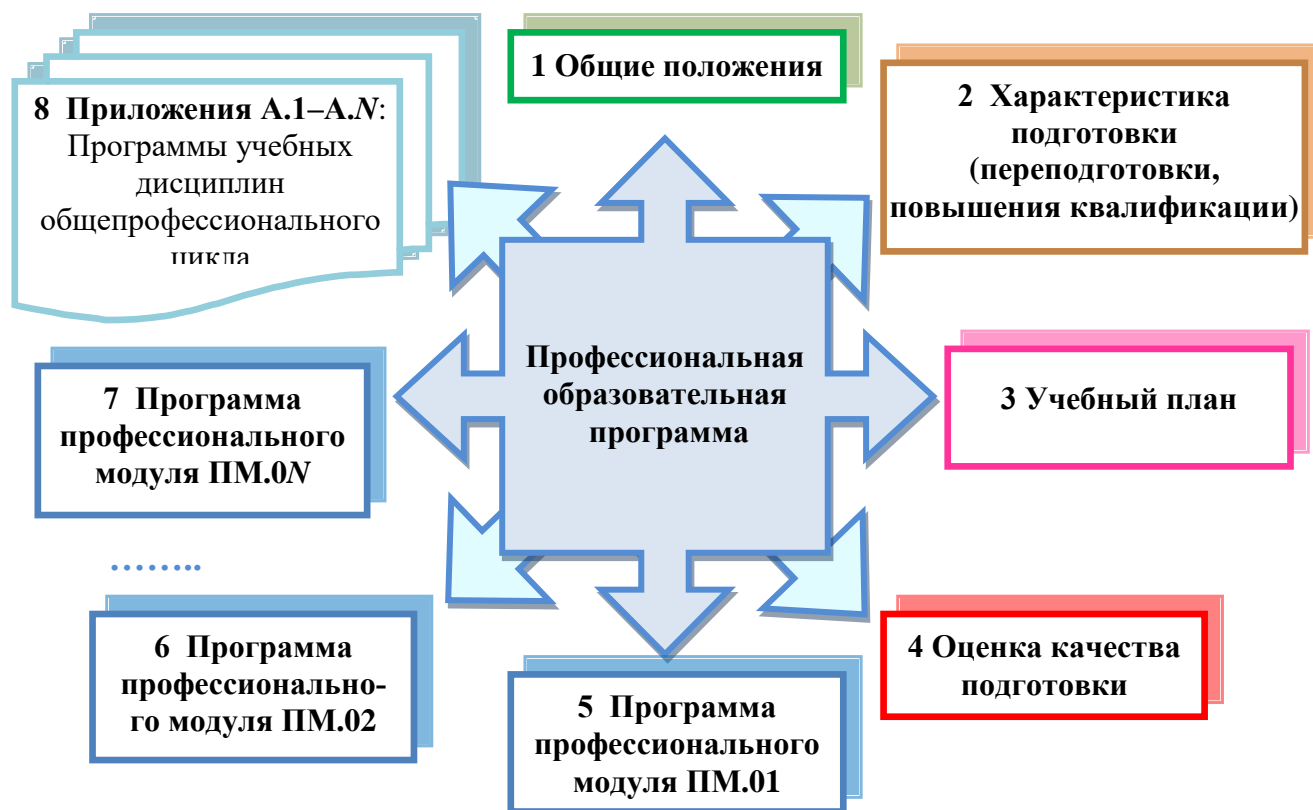 1 Общие положения
2 Характеристика
подготовки
(переподготовки,
повышения квалификации)
3 Учебный план
4 Оценка качества
подготовки
5 Программа
профессионального
модуля ПМ.01
6 Программа
профессионально-
го модуля ПМ.02
........
7 Программа
профессионального
модуля ПМ.0N
8 Приложения А.1–А.N:
Программы учебных
дисциплин
общепрофессионального
цикла
Профессиональная
образовательная
программа